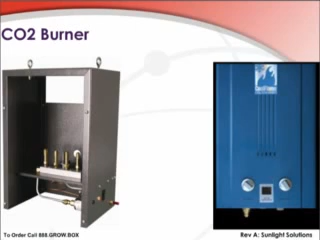 CO2 Burner
To Order Call 888.GROW.BOX
Rev A: Sunlight Solutions